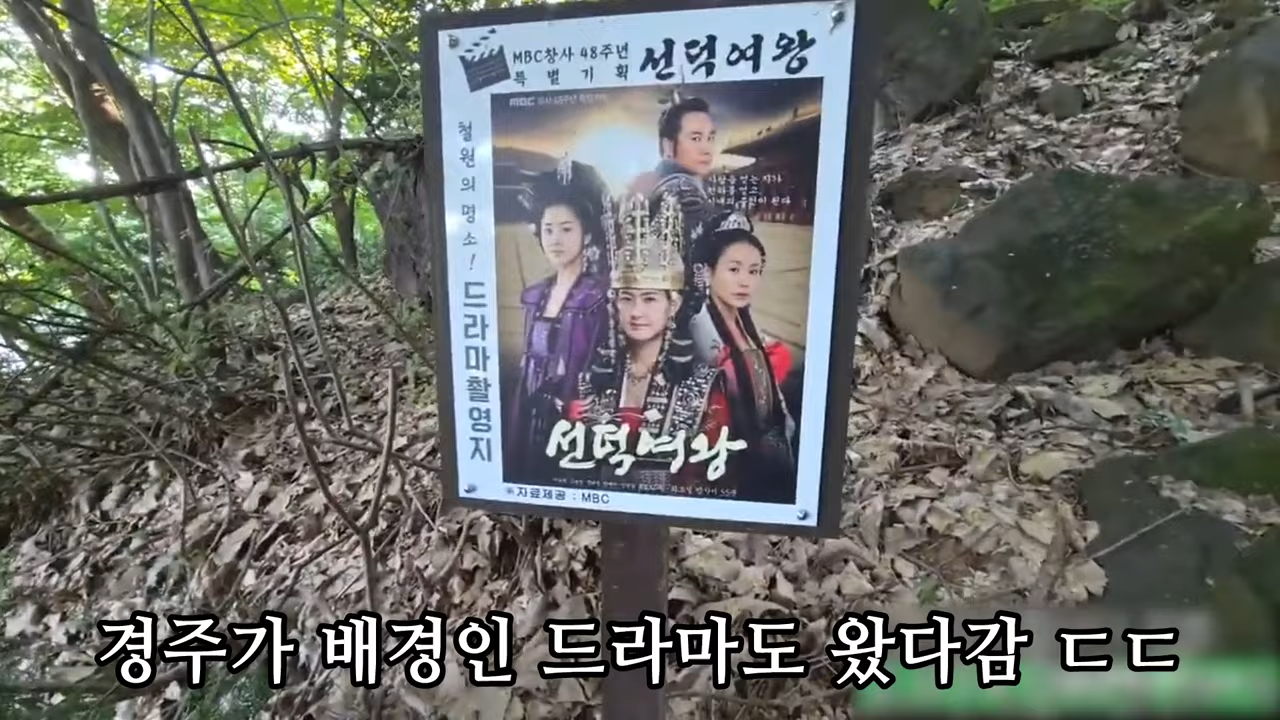 MBC창사 48주년
특별기획
선덕여왕
철원의 명소! 드라마촬영지
MBC
선덕여왕
※자료제공 : MBC
경주가 배경인 드라마도 왔다감 ㄷㄷ